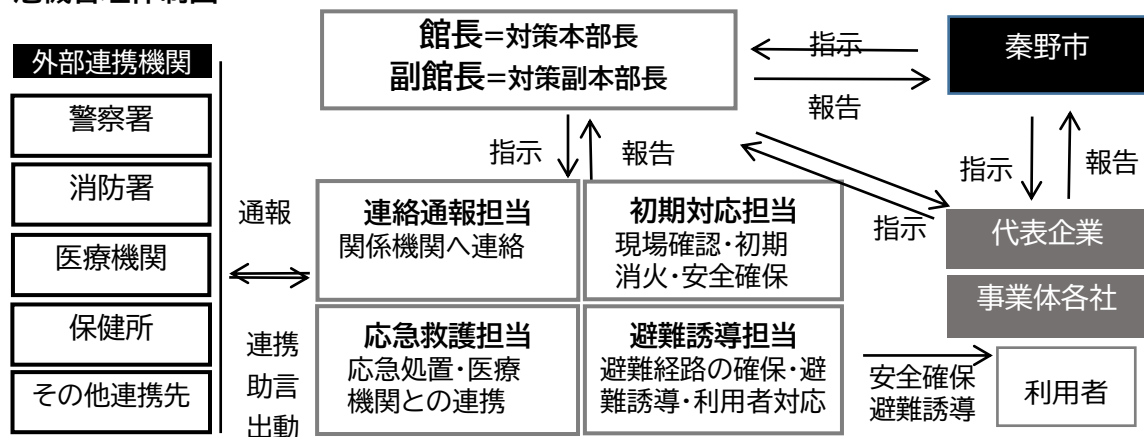 外部連携機関
警察署
消防署
医療機関
保健所
その他連携先
館長=対策本部長
副館長=対策副本部長
指示
報告
秦野市
指示
報告
指示
報告
指示
代表企業
事業体各社
通報
連携
助言
出動
連絡通報担当
関係機関へ連絡
初期対応担当
現場確認・初期
消火・安全確保
応急救護担当
応急処置・医療
機関との連携
避難誘導担当
避難経路の確保・避
難誘導・利用者対応
安全確保
避難誘導
利用者